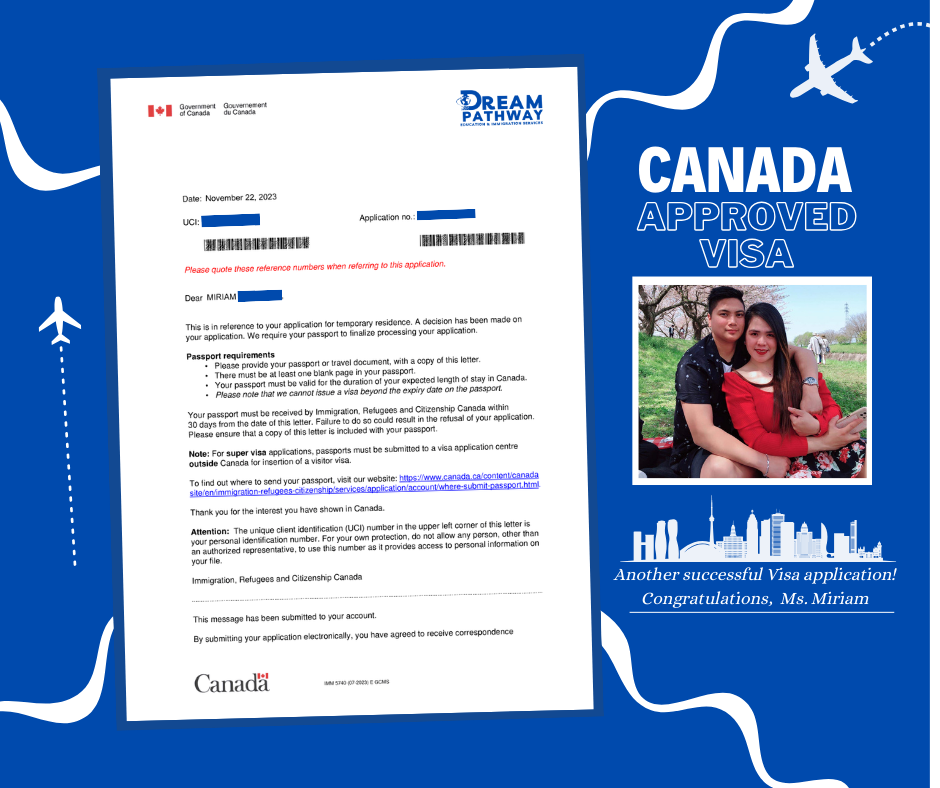 Government
of Canada
Gouvernement
du Canada
DREAM
PATHWAY
EDUCATION & IMMIGRATION SERVICES
Date: November 22, 2023
UCI:
Application no.:
Please quote these reference numbers when referring to this application.
Dear MIRIAM
This is in reference to your application for temporary residence. A decision has been made on
your application. We require your passport to finalize processing your application.
Passport requirements
• Please provide your passport or travel document, with a copy of this letter.
• There must be at least one blank page in your passport.
• Your passport must be valid for the duration of your expected length of stay in Canada.
• Please note that we cannot issue a visa beyond the expiry date on the passport.
Your passport must be received by Immigration, Refugees and Citizenship Canada within
30 days from the date of this letter. Failure to do so could result in the refusal of your application.
Please ensure that a copy of this letter is included with your passport.
Note: For super visa applications, passports must be submitted to a visa application centre
outside Canada for insertion of a visitor visa.
To find out where to send your passport, visit our website: https://www.canada.ca/content/canada
site/en/immigration-refugees-citizenship/services/application/account/where-submit-passport.html.
Thank you for the interest you have shown in Canada.
Attention: The unique client identification (UCI) number in the upper left corner of this letter is
your personal identification number. For your own protection, do not allow any person, other than
an authorized representative, to use this number as it provides access to personal information on
your file.
Immigration, Refugees and Citizenship Canada
This message has been submitted to your account.
By submitting your application electronically, you have agreed to receive correspondence
Canada
IMM 5740 (07-2023) E GCMS
CANADA
APPROVED
VISA
Another successful Visa application!
Congratulations, Ms. Miriam